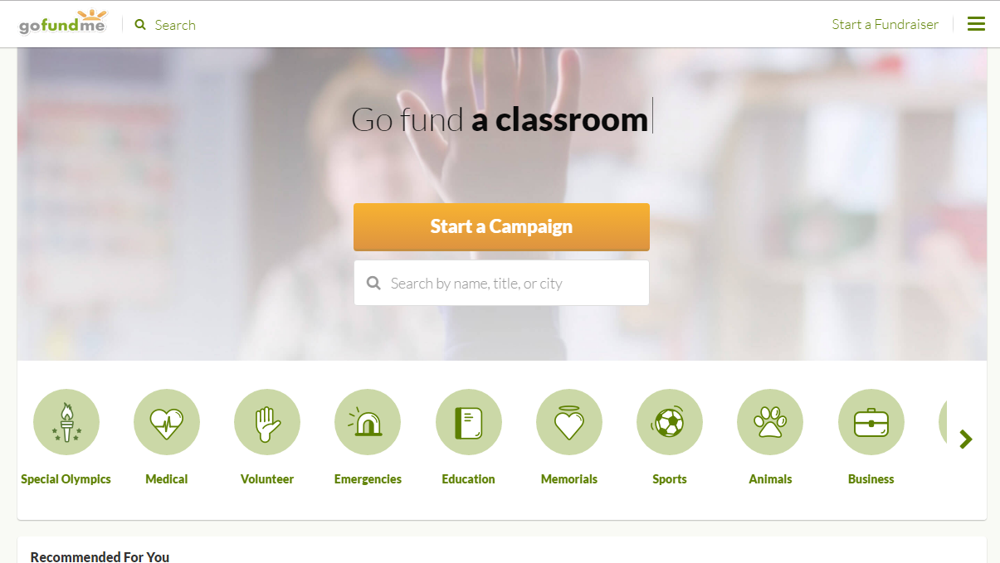 gofundme
Search
Start a Fundraiser
Go fund a classroom
Start a Campaign
Search by name, title, or city
Special Olympics
Medical
Volunteer
Emergencies
Education
Memorials
Sports
Animals
Business
Recommended For You